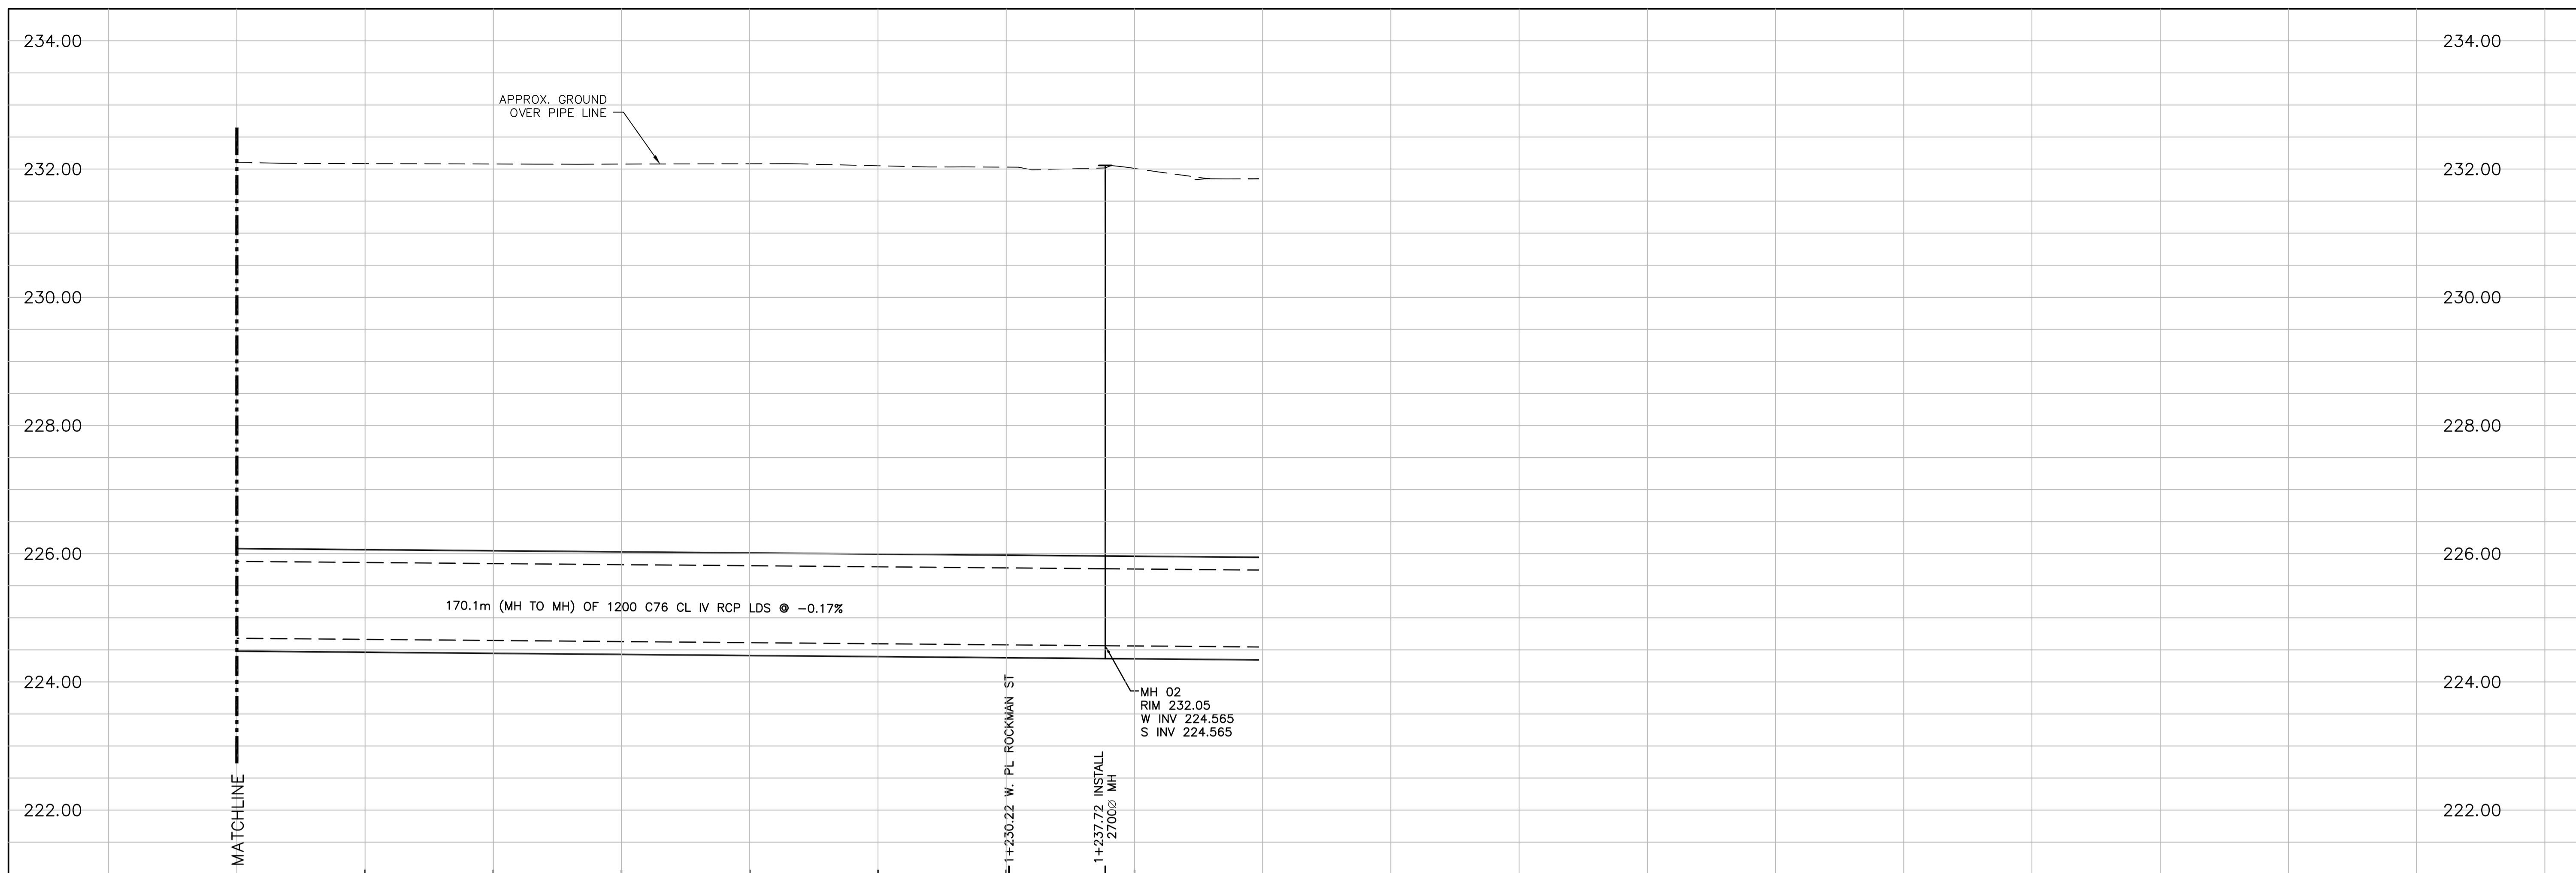 234.00
234.00
APPROX. GROUND
OVER PIPE LINE
232.00
232.00
230.00
230.00
228.00
228.00
226.00
226.00
170.1m (MH TO MH) OF 1200 C76 CL IV RCP LDS @ -0.17%
224.00
224.00
MH 02
RIM 232.05
W INV 224.565
S INV 224.565
222.00
222.00
MATCHLINE
1+230.22 W. PL ROCKMAN ST
1+237.72 INSTALL
2700∅ MH